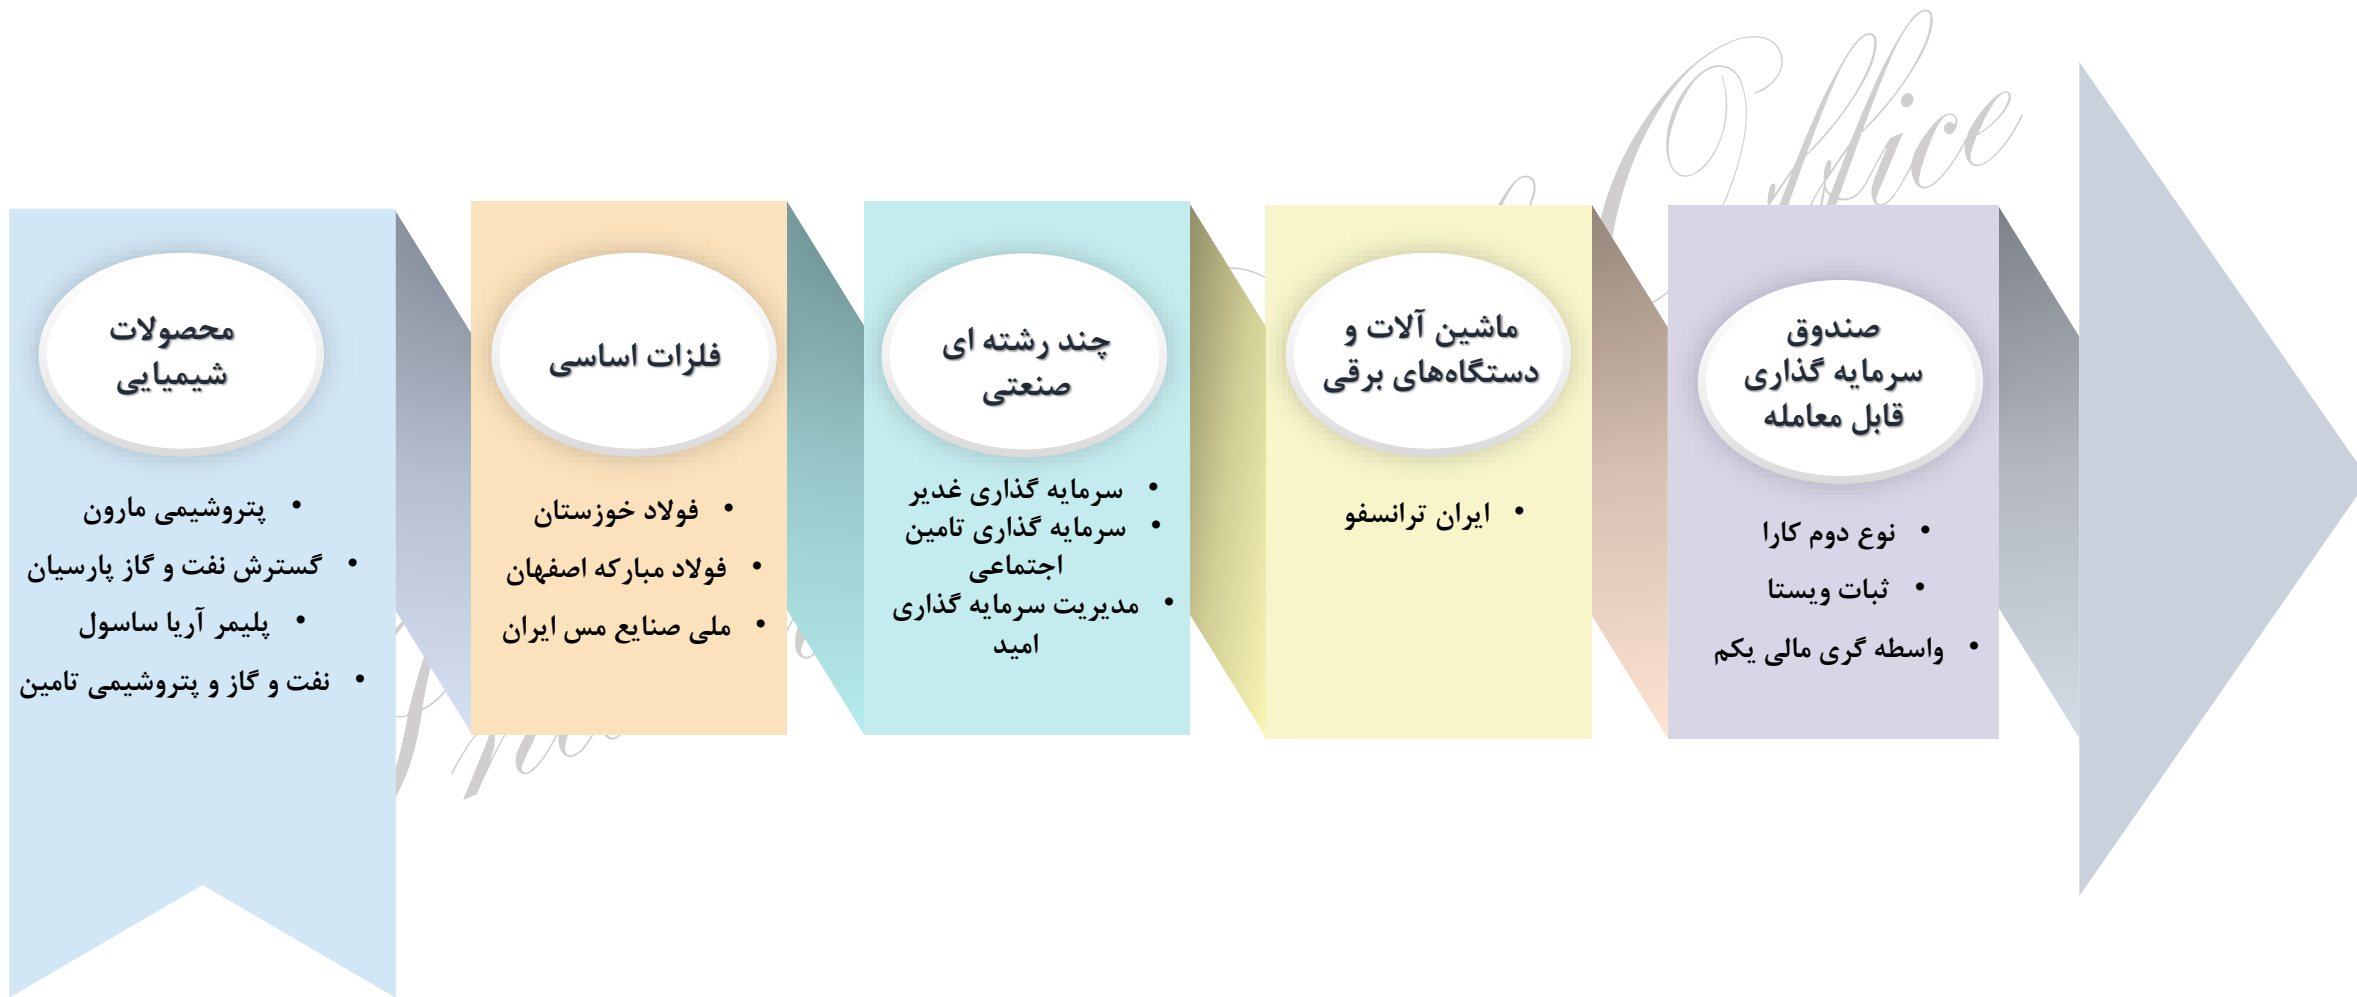 محصولات
شیمیایی
• پتروشیمی مارون
• گسترش نفت و گاز پارسیان
• پلیمر آریا ساسول
• نفت و گاز و پتروشیمی تامین
فلزات اساسی
• فولاد خوزستان
• فولاد مبارکه اصفهان
• ملی صنایع مس ایران
چند رشته ای
صنعتی
• سرمایه گذاری غدیر
• سرمایه گذاری تامین
اجتماعی
• مدیریت سرمایه گذاری
امید
ماشین آلات و
دستگاه‌های برقی
• ایران ترانسفو
صندوق
سرمایه گذاری
قابل معامله
• نوع دوم کارا
• ثبات ویستا
• واسطه گری مالی یکم
Office